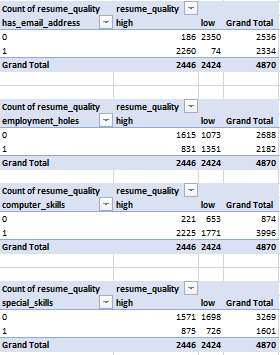 Count of resume_quality resume_quality
has_email_address high low Grand Total
0 186 2350 2536
1 2260 74 2334
Grand Total 2446 2424 4870
Count of resume_quality resume_quality
employment_holes high low Grand Total
0 1615 1073 2688
1 831 1351 2182
Grand Total 2446 2424 4870
Count of resume_quality resume_quality
computer_skills high low Grand Total
0 221 653 874
1 2225 1771 3996
Grand Total 2446 2424 4870
Count of resume_quality resume_quality
special_skills high low Grand Total
0 1571 1698 3269
1 875 726 1601
Grand Total 2446 2424 4870